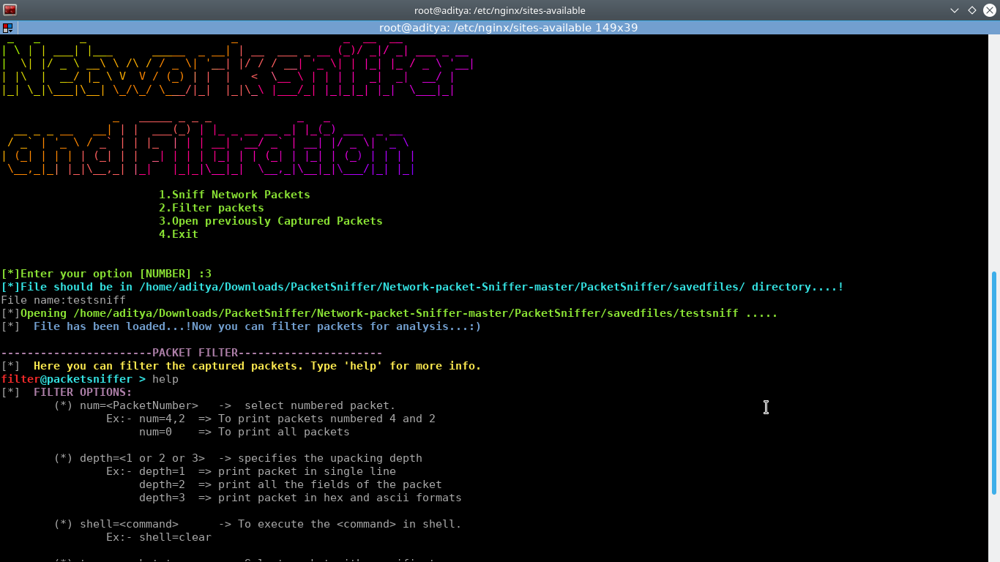 root@aditya: /etc/nginx/sites-available
root@aditya: /etc/nginx/sites-available 149x39
Network sniffer
and Filtration
1.Sniff Network Packets
2.Filter packets
3.Open previously Captured Packets
4.Exit
[*]Enter your option [NUMBER] :3
[*]File should be in /home/aditya/Downloads/PacketSniffer/Network-packet-Sniffer-master/PacketSniffer/savedfiles/ directory....!
File name:testsniff
[*]Opening /home/aditya/Downloads/PacketSniffer/Network-packet-Sniffer-master/PacketSniffer/savedfiles/testsniff .....
[*]  File has been loaded...!Now you can filter packets for analysis...:)
-----------------------PACKET FILTER----------------------
[*]  Here you can filter the captured packets. Type 'help' for more info.
filter@packetsniffer > help
[*]  FILTER OPTIONS:
(*) num=<PacketNumber>   ->  select numbered packet.
Ex:- num=4,2  => To print packets numbered 4 and 2
num=0    => To print all packets
(*) depth=<1 or 2 or 3>  -> specifies the upacking depth
Ex:- depth=1  => print packet in single line
depth=2  => print all the fields of the packet
depth=3  => print packet in hex and ascii formats
(*) shell=<command>      -> To execute the <command> in shell.
Ex:- shell=clear